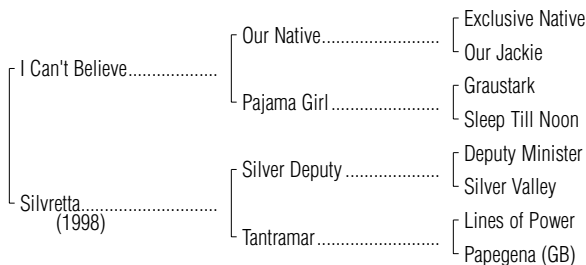 Exclusive Native
Our Native
Our Jackie
I Can't Believe
Graustark
Pajama Girl
Sleep Till Noon
Deputy Minister
Silver Deputy
Silver Valley
Silvretta
(1998)
Lines of Power
Tantramar
Papegena (GB)